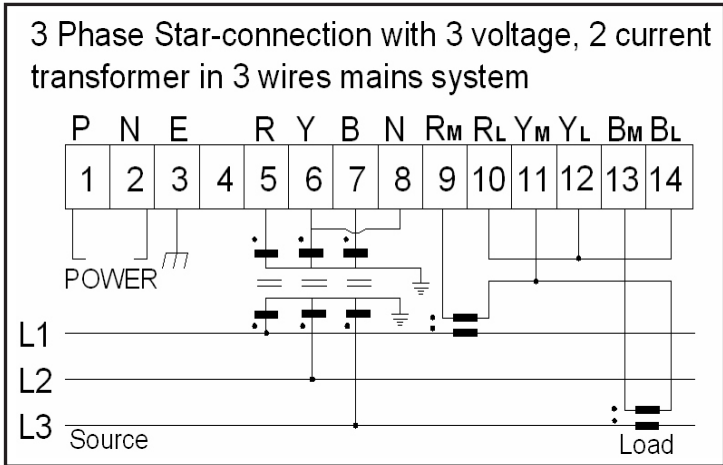 3 Phase Star-connection with 3 voltage, 2 current
transformer in 3 wires mains system
P N E R Y B N RM RL YM YL BM BL
1 2 3 4 5 6 7 8 9 10 11 12 13 14
POWER
L1
L2
L3 Source Load